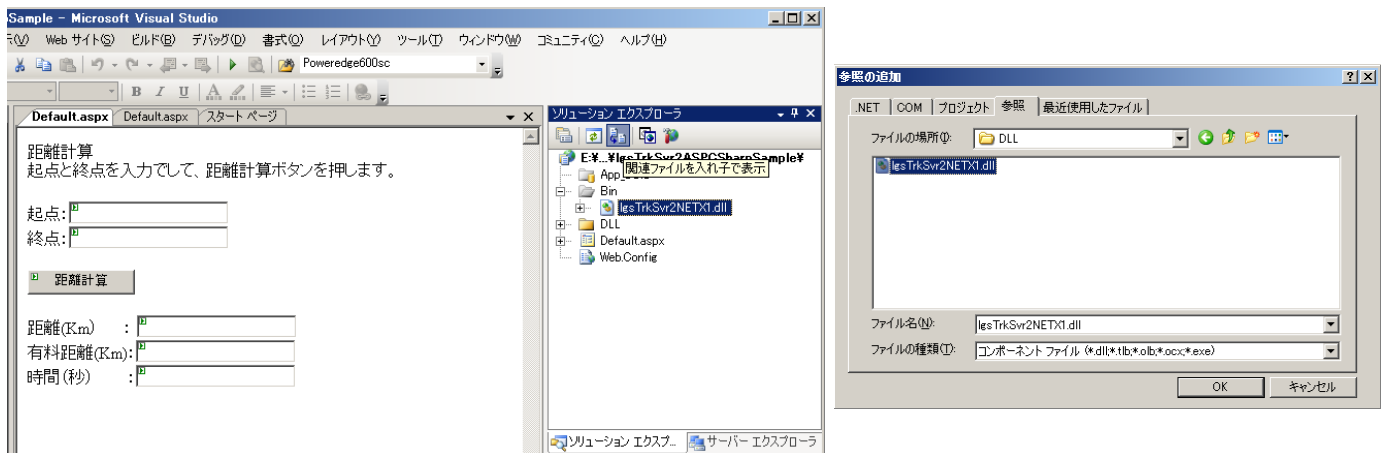 Sample - Microsoft Visual Studio
示(V) Web サイト(S) ビルド(B) デバッグ(D) 書式(O) レイアウト(Y) ツール(T) ウィンドウ(W) コミュニティ(C) ヘルプ(H)
Poweredge600sc
B I U A
Default.aspx Default.aspx スタート ページ
距離計算
起点と終点を入力でして、距離計算ボタンを押します。
起点:
終点:
距離計算
距離(Km) :
有料距離(Km):
時間(秒) :
ソリューション エクスプローラ
E:¥...¥lgsTrkSvr2ASPCSharpSample¥
関連ファイルを入れ子で表示
Bin
lgsTrkSvr2NETX1.dll
DLL
Default.aspx
Web.Config
ソリューション エクスプ... サーバー エクスプローラ
参照の追加
.NET COM プロジェクト 参照 最近使用したファイル
ファイルの場所(I): DLL
lgsTrkSvr2NETX1.dll
ファイル名(N): lgsTrkSvr2NETX1.dll
ファイルの種類(T): コンポーネント ファイル (*.dll;*.tlb;*.olb;*.ocx;*.exe)
OK キャンセル